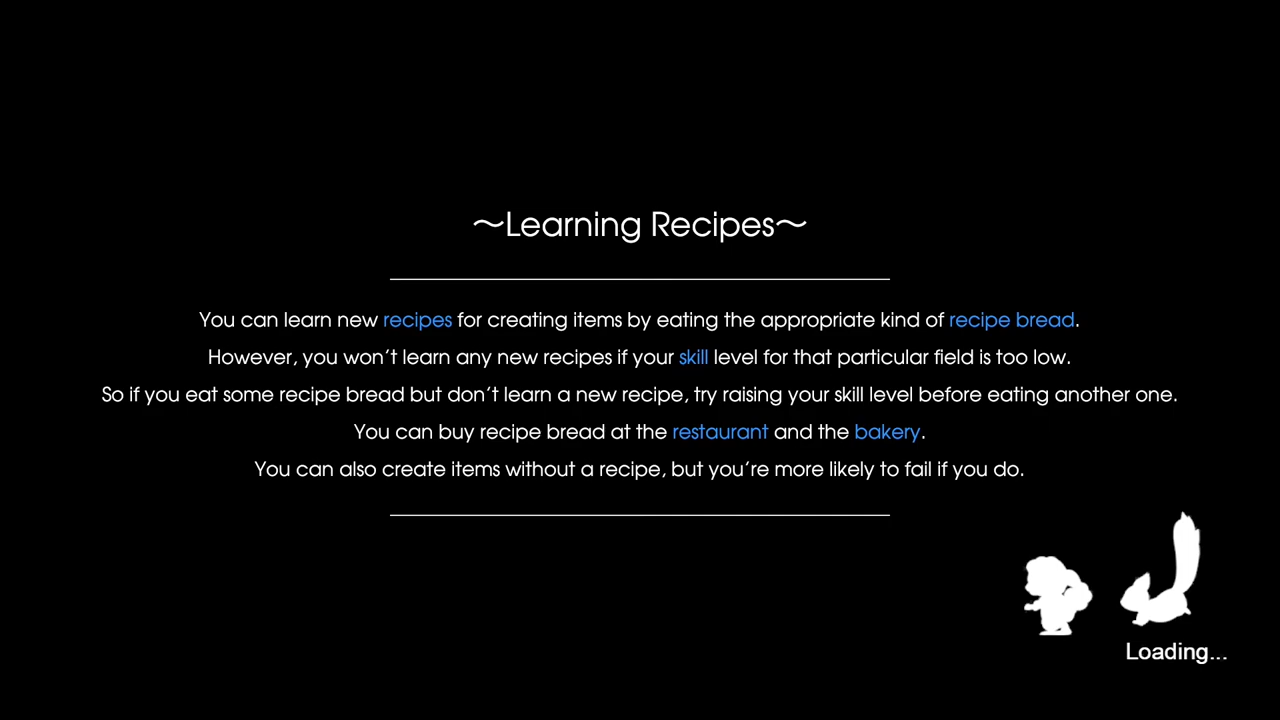 ～Learning Recipes～
You can learn new recipes for creating items by eating the appropriate kind of recipe bread.
However, you won't learn any new recipes if your skill level for that particular field is too low.
So if you eat some recipe bread but don't learn a new recipe, try raising your skill level before eating another one.
You can buy recipe bread at the restaurant and the bakery.
You can also create items without a recipe, but you're more likely to fail if you do.
Loading...